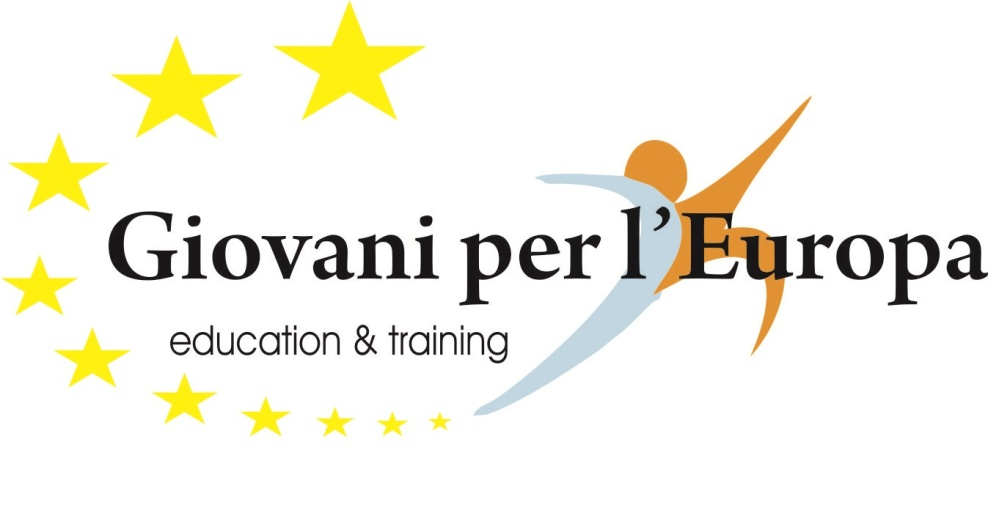 Giovani per l’Europa
education & training